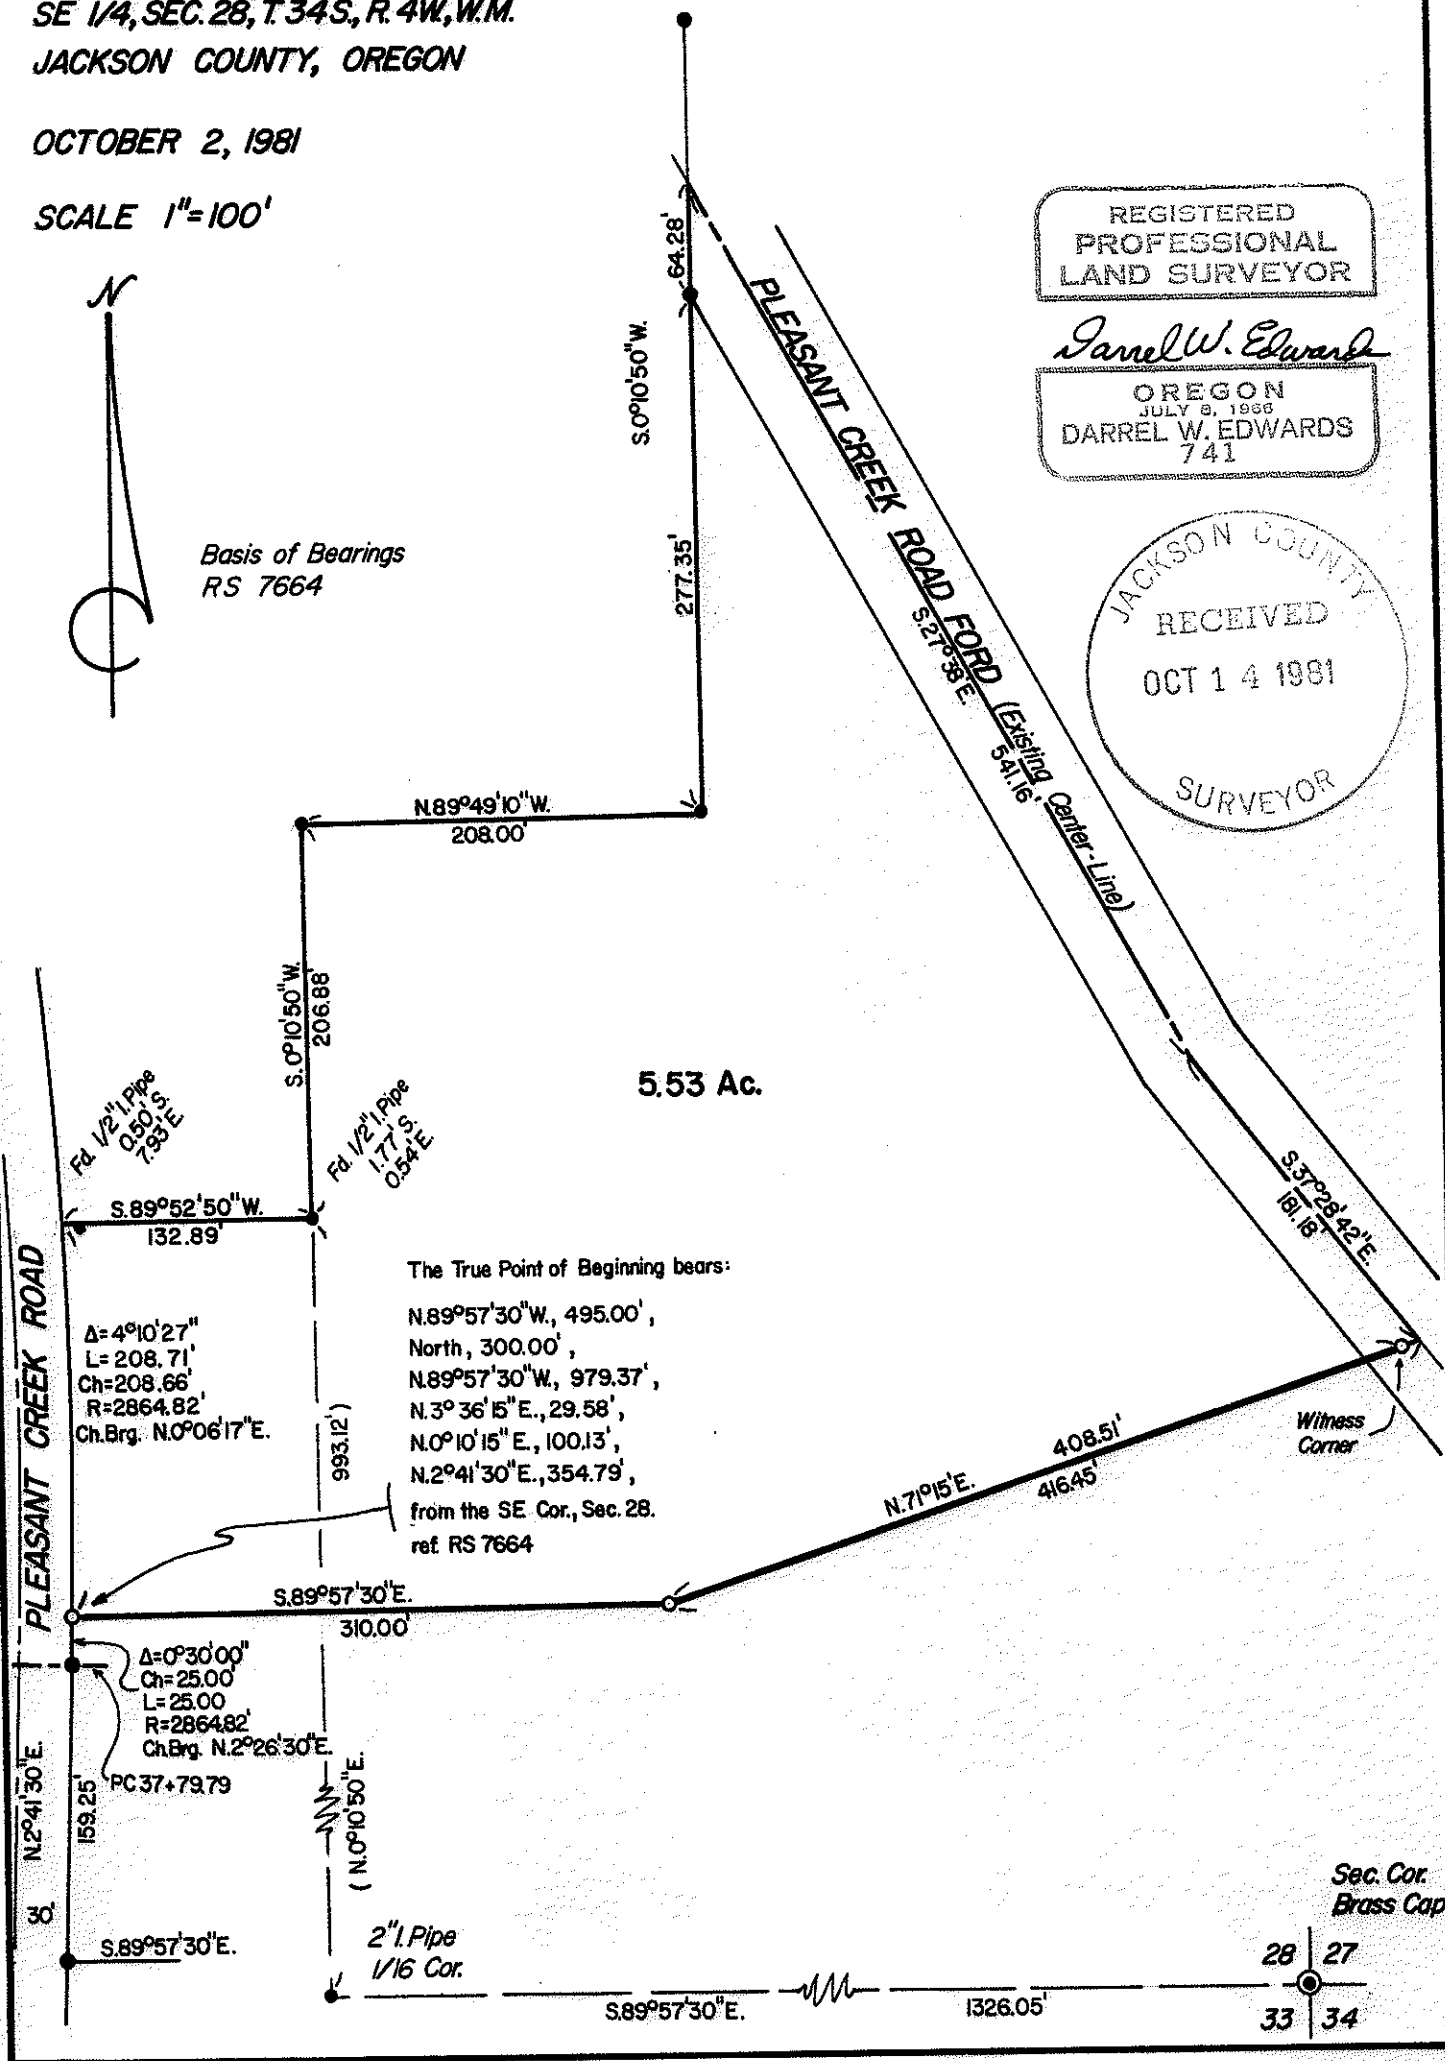 SE 1/4, SEC. 28, T. 34 S., R. 4W., W.M.
JACKSON COUNTY, OREGON
OCTOBER 2, 1981
SCALE 1"=100'
N
Basis of Bearings
RS 7664
REGISTERED
PROFESSIONAL
LAND SURVEYOR
Darrel W. Edwards
OREGON
JULY 8, 1966
DARREL W. EDWARDS
741
JACKSON COUNTY
RECEIVED
OCT 14 1981
SURVEYOR
64.28'
S.0°10'50"W.
277.35'
PLEASANT CREEK ROAD FORD (Existing Center-Line)
S.27°38'E.
541.16'
N.89°49'10"W.
208.00'
S.0°10'50"W.
206.88'
5.53 Ac.
Fd. 1/2" I.Pipe
0.50' S.
7.93' E.
Fd. 1/2" I.Pipe
1.77' S.
0.54' E.
S.89°52'50"W.
132.89'
S.37°28'42"E.
181.18'
PLEASANT CREEK ROAD
Δ=4°10'27"
L=208.71'
Ch=208.66'
R=2864.82'
Ch.Brg. N.0°06'17"E.
The True Point of Beginning bears:
N.89°57'30"W., 495.00',
North, 300.00',
N.89°57'30"W., 979.37',
N.3°36'15"E., 29.58',
N.0°10'15"E., 100.13',
N.2°41'30"E., 354.79',
from the SE Cor., Sec. 28.
ref. RS 7664
993.12')
Witness
Corner
408.51'
N.71°15'E.
416.45'
S.89°57'30"E.
310.00'
Δ=0°30'00"
Ch=25.00'
L=25.00
R=2864.82'
Ch.Brg. N.2°26'30"E.
PC 37+79.79
N.2°41'30"E.
159.25'
(N.0°10'50"E.
30'
S.89°57'30"E.
2" I.Pipe
1/16 Cor.
S.89°57'30"E.
1326.05'
Sec. Cor.
Brass Cap
28 27
33 34